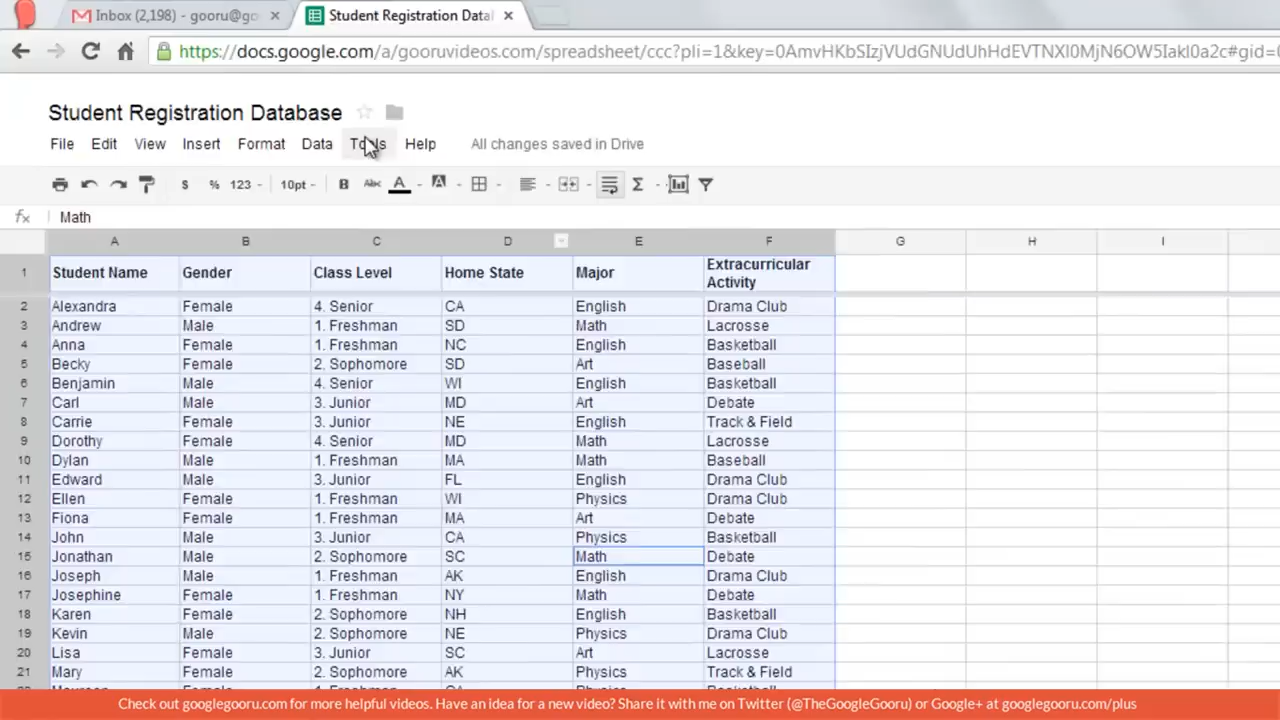 Inbox (2,198) - gooru@go
Student Registration Datal
https://docs.google.com/a/gooruvideos.com/spreadsheet/ccc?pli=1&key=
Student Registration Database
File Edit View Insert Format Data Tools Help All changes saved in Drive
$ % 123 10pt B Abc A A Σ
fx Math
A B C D E F G H I
1 Student Name Gender Class Level Home State Major Extracurricular
Activity
2 Alexandra Female 4. Senior CA English Drama Club
3 Andrew Male 1. Freshman SD Math Lacrosse
4 Anna Female 1. Freshman NC English Basketball
5 Becky Female 2. Sophomore SD Art Baseball
6 Benjamin Male 4. Senior WI English Basketball
7 Carl Male 3. Junior MD Art Debate
8 Carrie Female 3. Junior NE English Track & Field
9 Dorothy Female 4. Senior MD Math Lacrosse
10 Dylan Male 1. Freshman MA Math Baseball
11 Edward Male 3. Junior FL English Drama Club
12 Ellen Female 1. Freshman WI Physics Drama Club
13 Fiona Female 1. Freshman MA Art Debate
14 John Male 3. Junior CA Physics Basketball
15 Jonathan Male 2. Sophomore SC Math Debate
16 Joseph Male 1. Freshman AK English Drama Club
17 Josephine Female 1. Freshman NY Math Debate
18 Karen Female 2. Sophomore NH English Basketball
19 Kevin Male 2. Sophomore NE Physics Drama Club
20 Lisa Female 3. Junior SC Art Lacrosse
21 Mary Female 2. Sophomore AK Physics Track & Field
Check out googlegooru.com for more helpful videos. Have an idea for a new video? Share it with me on Twitter (@TheGoogleGooru) or Google+ at googlegooru.com/plus